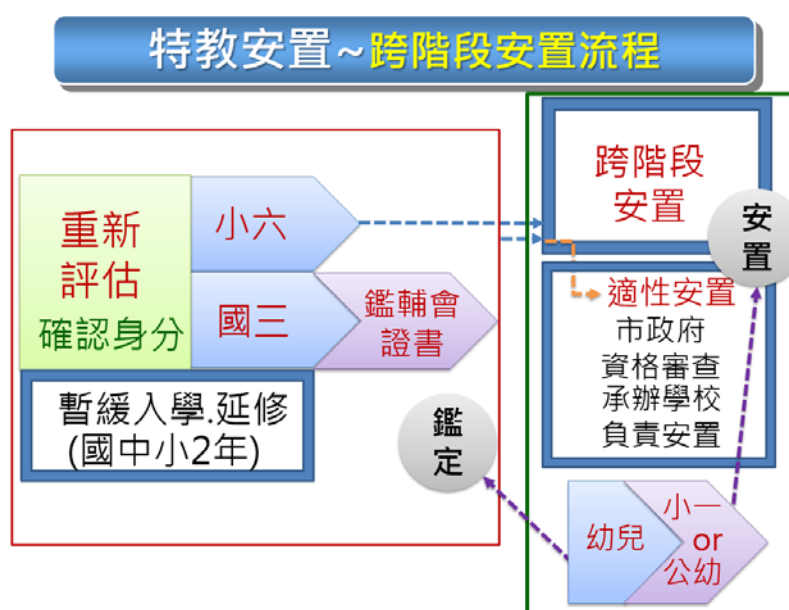 特教安置~跨階段安置流程
重新
評估
確認身分
小六
國三
鑑輔會
證書
暫緩入學.延修
(國中小2年)
鑑
定
跨階段
安置
安
置
適性安置
市政府
資格審查
承辦學校
負責安置
幼兒
小一
or
公幼